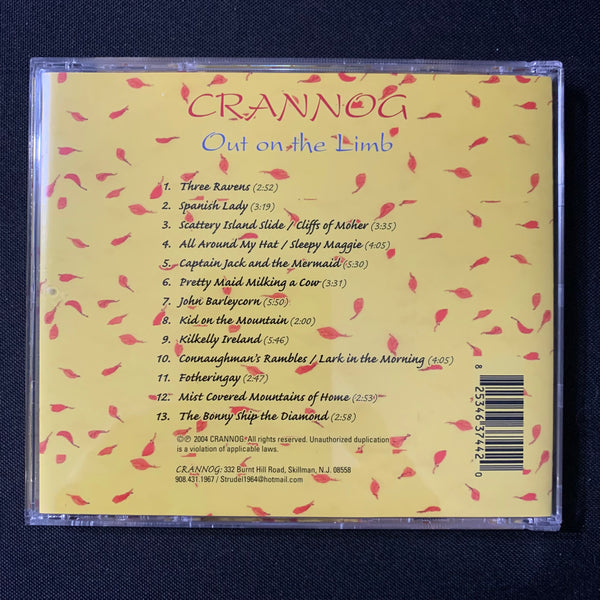 CRANNOG
Out on the Limb
1. Three Ravens (2:52)
2. Spanish Lady (3:19)
3. Scattery Island Slide / Cliffs of Moher (3:35)
4. All Around My Hat / Sleepy Maggie (4:05)
5. Captain Jack and the Mermaid (5:30)
6. Pretty Maid Milking a Cow (3:31)
7. John Barleycorn (5:50)
8. Kid on the Mountain (2:00)
9. Kilkelly Ireland (5:46)
10. Connaughman's Rambles / Lark in the Morning (4:05)
11. Fotheringay (2:47)
12. Mist Covered Mountains of Home (2:53)
13. The Bonny Ship the Diamond (2:58)
©℗ 2004 CRANNOG. All rights reserved. Unauthorized duplication
is a violation of applicable laws.
CRANNOG: 332 Burnt Hill Road, Skillman, N.J. 08558
908.431.1967 / Strudel1964@hotmail.com
8 25346 37442 0